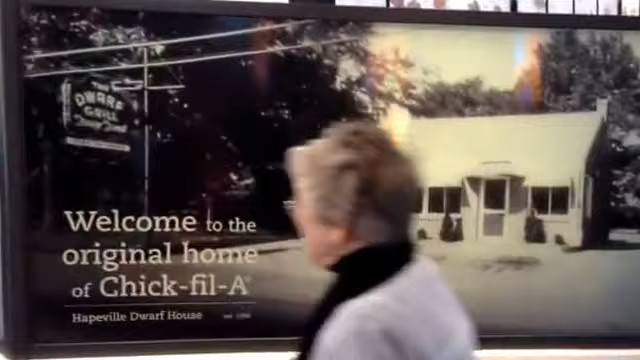 DWARF
GRILL
Welcome to the
original home
of Chick-fil-A®
Hapeville Dwarf House